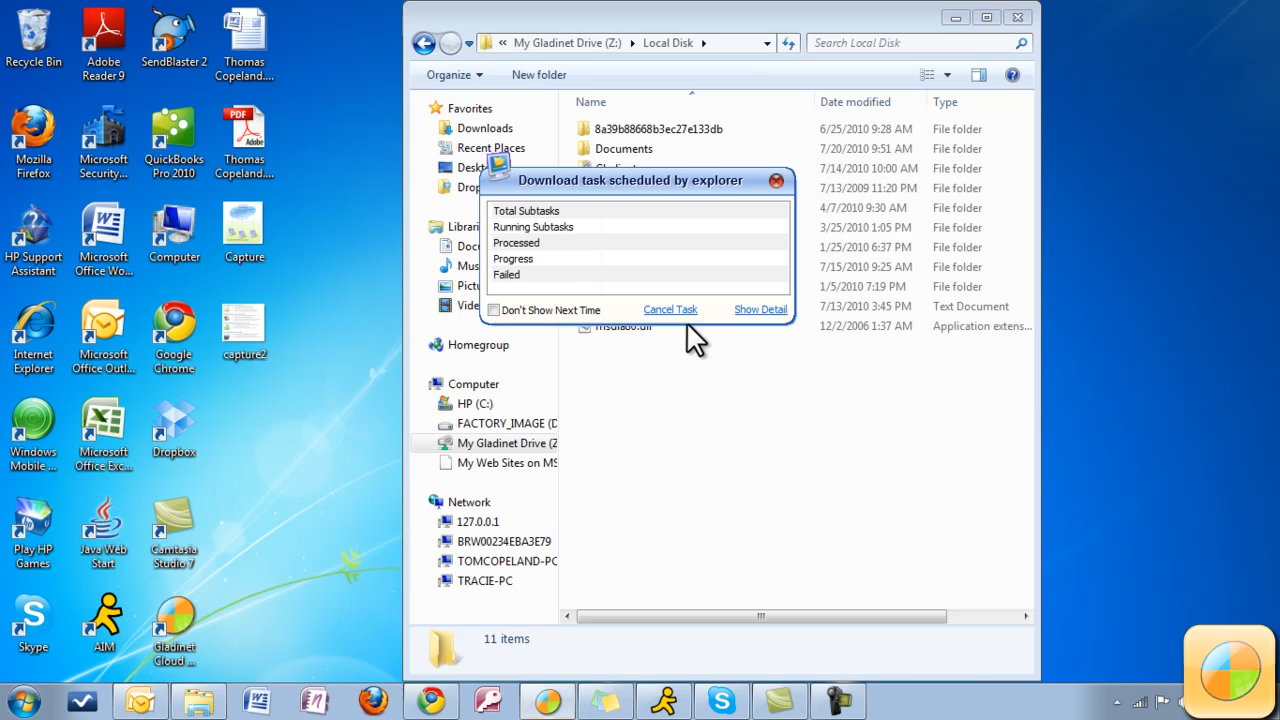 Recycle Bin
Adobe Reader 9
SendBlaster 2
Thomas Copeland....
Mozilla Firefox
Microsoft Security...
QuickBooks Pro 2010
PDF
Adobe
Thomas Copeland....
HP Support Assistant
Microsoft Office Wo...
Computer
Capture
Internet Explorer
Microsoft Office Outl...
Google Chrome
capture2
Windows Mobile ...
Microsoft Office Exc...
Dropbox
Play HP Games
Java Web Start
Camtasia Studio 7
Skype
AIM
Gladinet Cloud ...
« My Gladinet Drive (Z:) ▸ Local Disk ▸
Search Local Disk
Organize
New folder
Favorites
Downloads
Recent Places
Desk
Drop
Librari
Docu
Mus
Pictu
Vide
Homegroup
Computer
HP (C:)
FACTORY_IMAGE (D
My Gladinet Drive (Z
My Web Sites on MS
Network
127.0.0.1
BRW00234EBA3E79
TOMCOPELAND-PC
TRACIE-PC
Name
Date modified
Type
8a39b88668b3ec27e133db
6/25/2010 9:28 AM
File folder
Documents
7/20/2010 9:51 AM
File folder
7/14/2010 10:00 AM
File folder
7/13/2009 11:20 PM
File folder
4/7/2010 9:30 AM
File folder
3/25/2010 1:05 PM
File folder
1/25/2010 6:37 PM
File folder
7/15/2010 9:25 AM
File folder
1/5/2010 7:19 PM
File folder
7/13/2010 3:45 PM
Text Document
12/2/2006 1:37 AM
Application extens...
Download task scheduled by explorer
Total Subtasks
Running Subtasks
Processed
Progress
Failed
Don't Show Next Time
Cancel Task
Show Detail
11 items